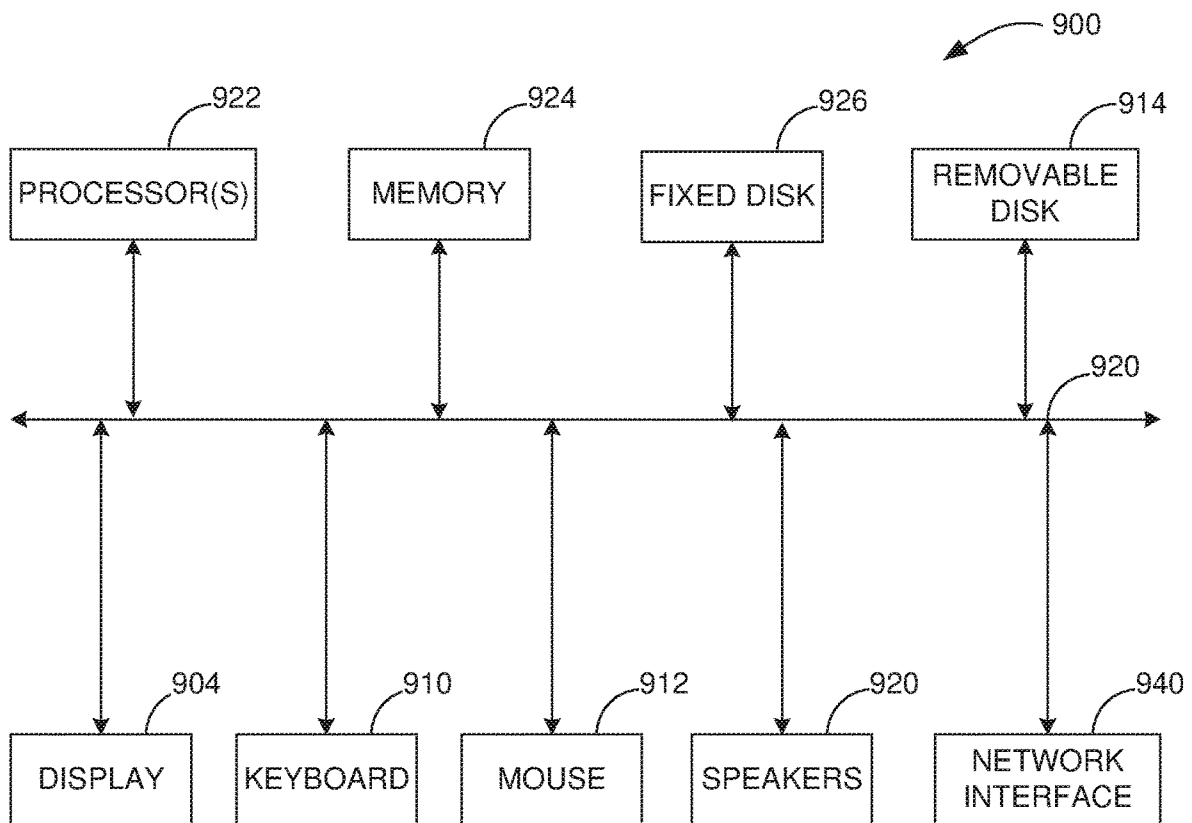 900
922
924
926
914
PROCESSOR(S)
MEMORY
FIXED DISK
REMOVABLE
DISK
920
904
910
912
920
940
DISPLAY
KEYBOARD
MOUSE
SPEAKERS
NETWORK
INTERFACE